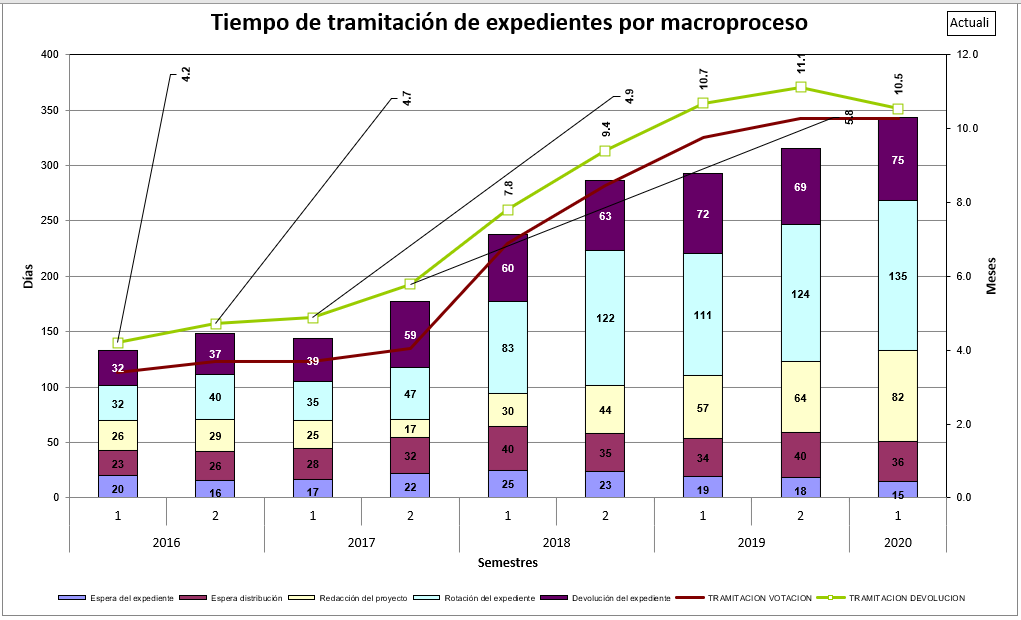 Tiempo de tramitación de expedientes por macroproceso
Actuali
400 12.0
350 10.0
300 8.0
250
200 6.0
150 4.0
100
50 2.0
0 0.0
Días
Meses
4.2 4.7 4.9 5.8 7.8 9.4 10.7 11.1 10.5
32 37 39 59 60 63 72 69 75
32 40 35 47 83 122 111 124 135
26 29 25 17 30 44 57 64 82
23 26 28 32 40 35 34 40 36
20 16 17 22 25 23 19 18 15
1 2 1 2 1 2 1 2 1
2016 2017 2018 2019 2020
Semestres
Espera del expediente Espera distribución Redacción del proyecto Rotación del expediente Devolución del expediente TRAMITACION VOTACION TRAMITACION DEVOLUCION